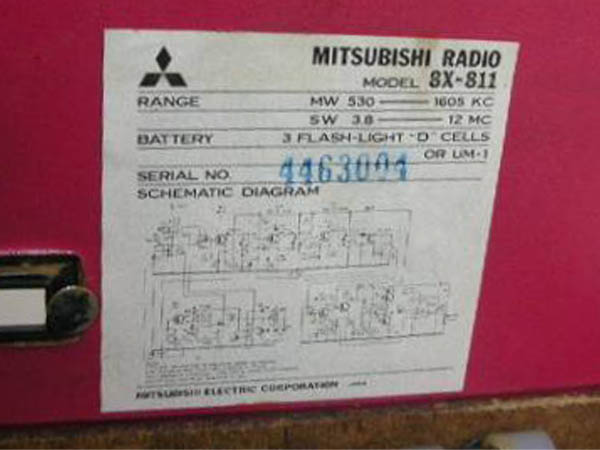 MITSUBISHI RADIO
MODEL 8X-811
RANGE MW 530 — 1605 KC
SW 3.8 — 12 MC
BATTERY 3 FLASH-LIGHT "D" CELLS
OR UM-1
SERIAL NO. 4463004
SCHEMATIC DIAGRAM
MITSUBISHI ELECTRIC CORPORATION